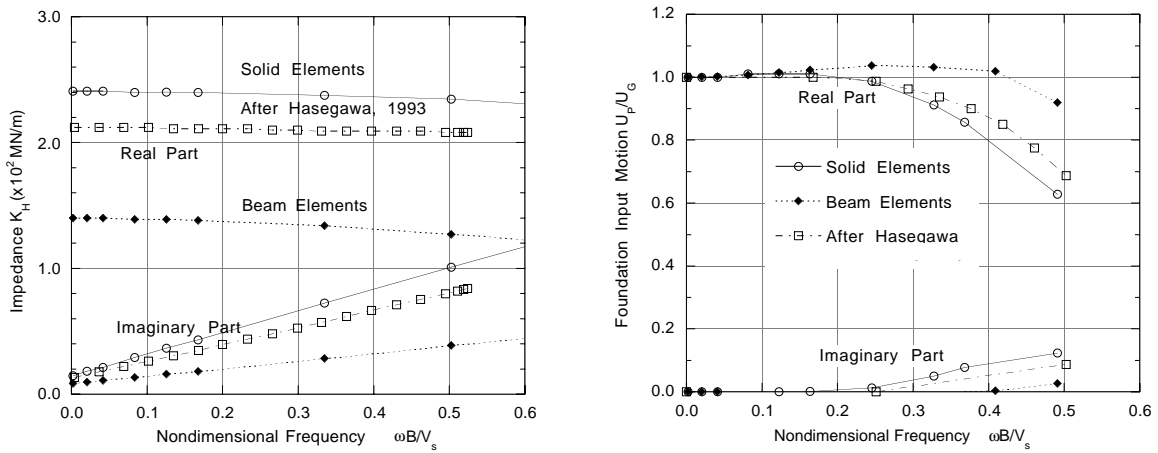 3.0
2.0
1.0
0.0
Impedance K_H (x10^2 MN/m)
Solid Elements
After Hasegawa, 1993
Real Part
Beam Elements
Imaginary Part
0.0 0.1 0.2 0.3 0.4 0.5 0.6
Nondimensional Frequency ωB/V_s
1.2
1.0
0.8
0.6
0.4
0.2
0.0
Foundation Input Motion U_P/U_G
Real Part
Solid Elements
Beam Elements
After Hasegawa
Imaginary Part
0.0 0.1 0.2 0.3 0.4 0.5 0.6
Nondimensional Frequency ωB/V_s